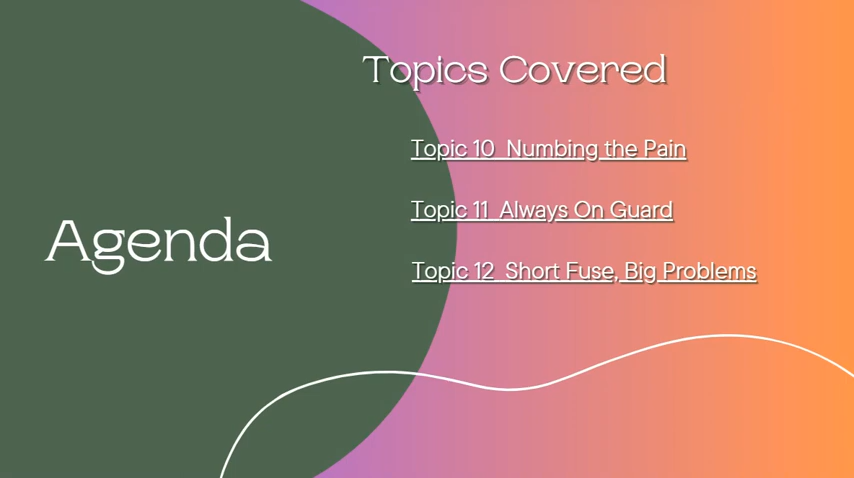 Topics Covered
Topic 10 Numbing the Pain
Topic 11 Always On Guard
Agenda
Topic 12 Short Fuse, Big Problems